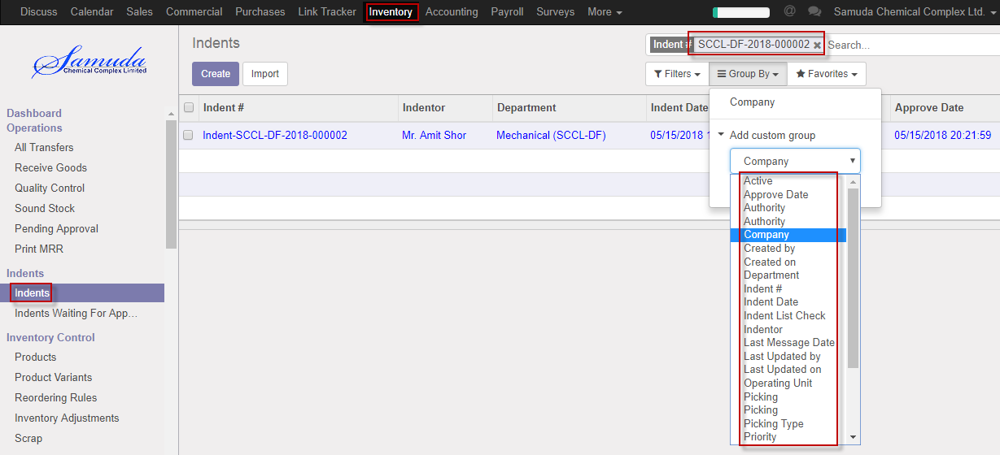 Discuss Calendar Sales Commercial Purchases Link Tracker Inventory Accounting Payroll Surveys More @ Samuda Chemical Complex Ltd.
Samuda
Chemical Complex Limited
Dashboard
Operations
All Transfers
Receive Goods
Quality Control
Sound Stock
Pending Approval
Print MRR
Indents
Indents
Indents Waiting For App...
Inventory Control
Products
Product Variants
Reordering Rules
Inventory Adjustments
Scrap
Indents
Indent # SCCL-DF-2018-000002 × Search...
Create Import
Filters Group By Favorites
Indent # Indentor Department Indent Date Approve Date
Indent-SCCL-DF-2018-000002 Mr. Amit Shor Mechanical (SCCL-DF) 05/15/2018 1 05/15/2018 20:21:59
Company
Add custom group
Company
Active
Approve Date
Authority
Authority
Company
Created by
Created on
Department
Indent #
Indent Date
Indent List Check
Indentor
Last Message Date
Last Updated by
Last Updated on
Operating Unit
Picking
Picking
Picking Type
Priority